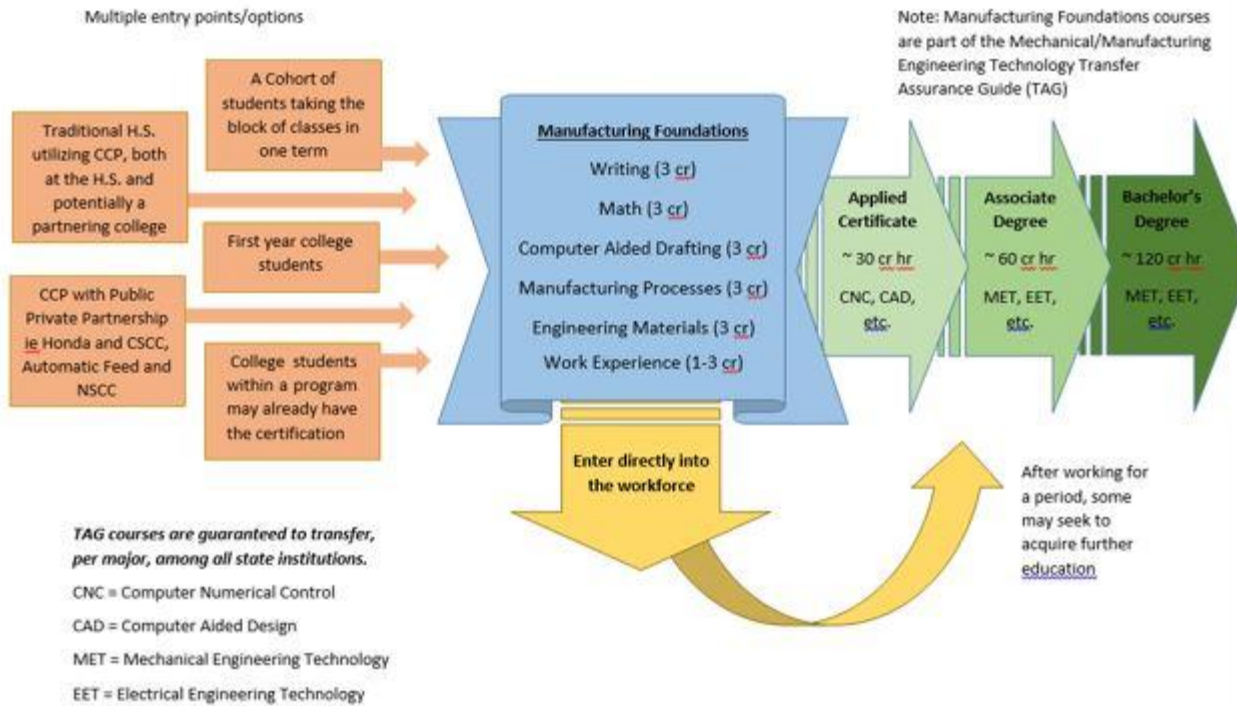 Multiple entry points/options
Note: Manufacturing Foundations courses
are part of the Mechanical/Manufacturing
Engineering Technology Transfer
Assurance Guide (TAG)
A Cohort of
students taking the
block of classes in
one term
Traditional H.S.
utilizing CCP, both
at the H.S. and
potentially a
partnering college
First year college
students
CCP with Public
Private Partnership
ie Honda and CSCC,
Automatic Feed and
NSCC
College students
within a program
may already have
the certification
Manufacturing Foundations
Writing (3 cr)
Math (3 cr)
Computer Aided Drafting (3 cr)
Manufacturing Processes (3 cr)
Engineering Materials (3 cr)
Work Experience (1-3 cr)
Applied
Certificate
~ 30 cr hr
CNC, CAD,
etc.
Associate
Degree
~ 60 cr hr
MET, EET,
etc.
Bachelor's
Degree
~ 120 cr hr
MET, EET,
etc.
Enter directly into
the workforce
After working for
a period, some
may seek to
acquire further
education
TAG courses are guaranteed to transfer,
per major, among all state institutions.
CNC = Computer Numerical Control
CAD = Computer Aided Design
MET = Mechanical Engineering Technology
EET = Electrical Engineering Technology